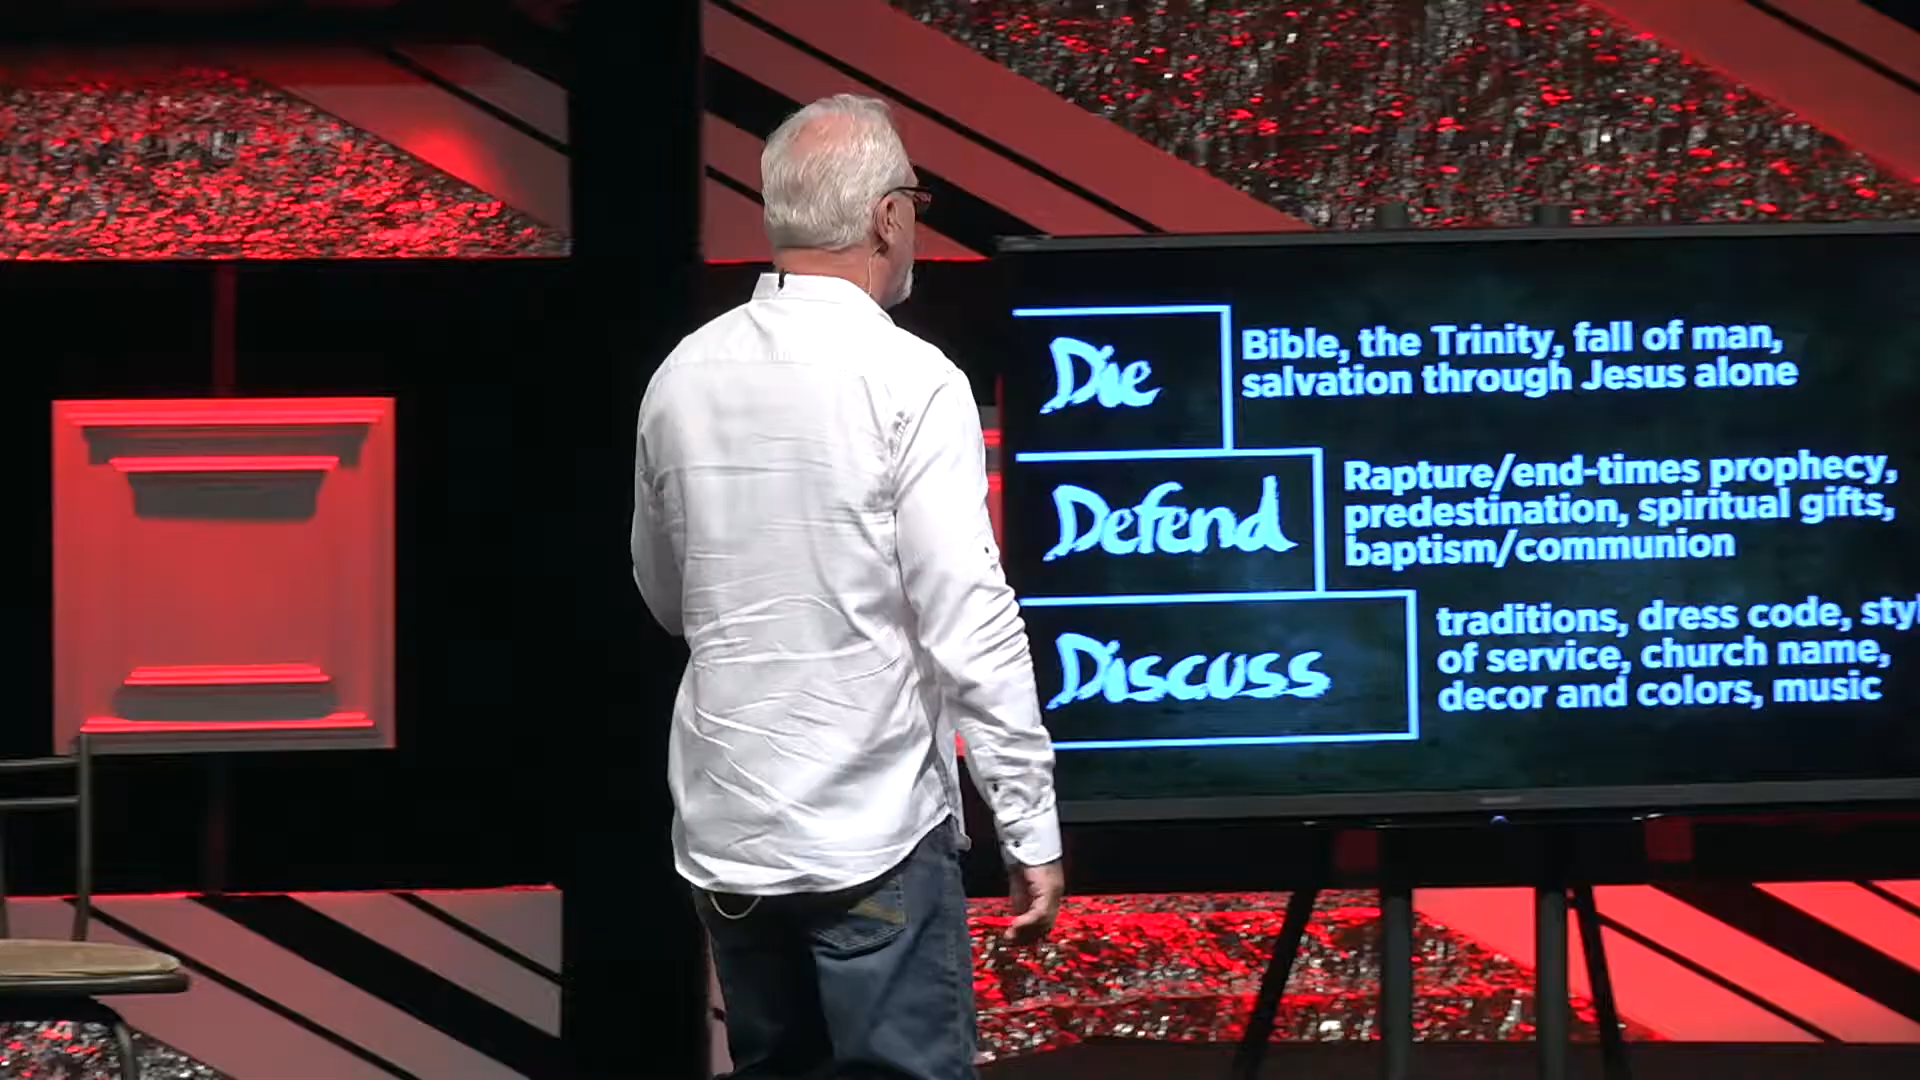 Die
Bible, the Trinity, fall of man,
salvation through Jesus alone
Defend
Rapture/end-times prophecy,
predestination, spiritual gifts,
baptism/communion
Discuss
traditions, dress code,
of service, church name,
decor and colors, music